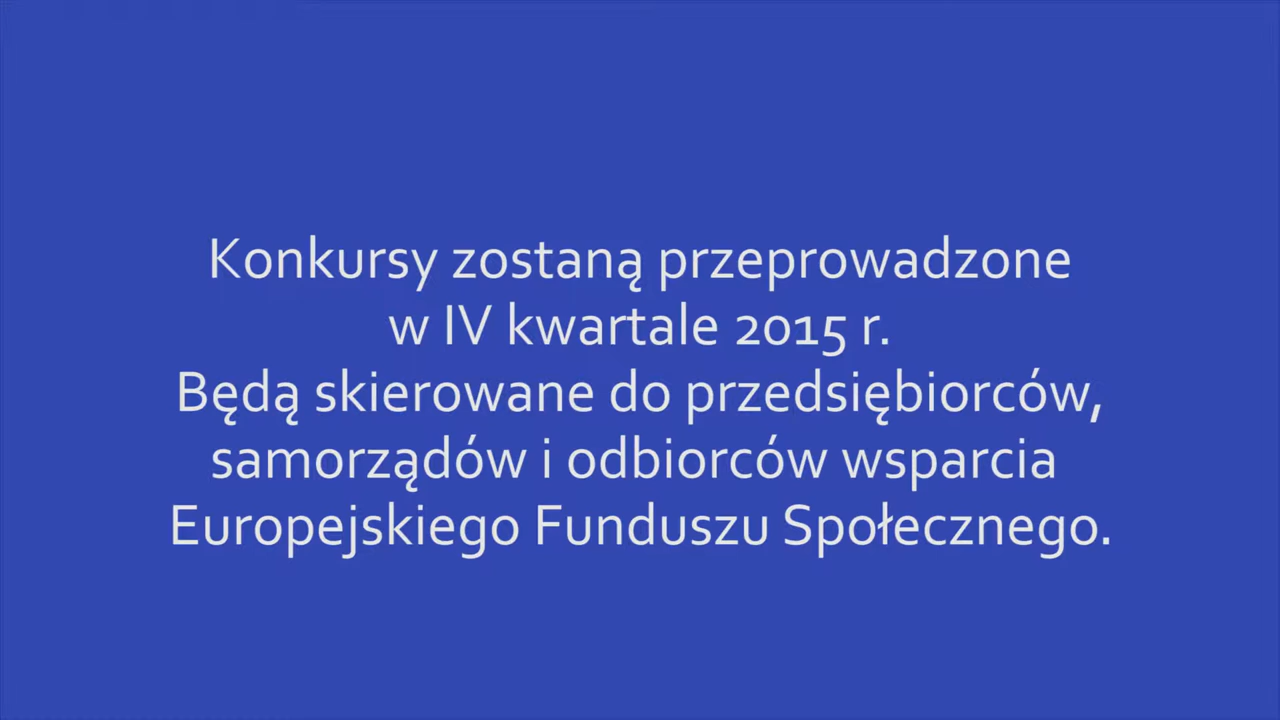 Konkursy zostaną przeprowadzone
w IV kwartale 2015 r.
Będą skierowane do przedsiębiorców,
samorządów i odbiorców wsparcia
Europejskiego Funduszu Społecznego.